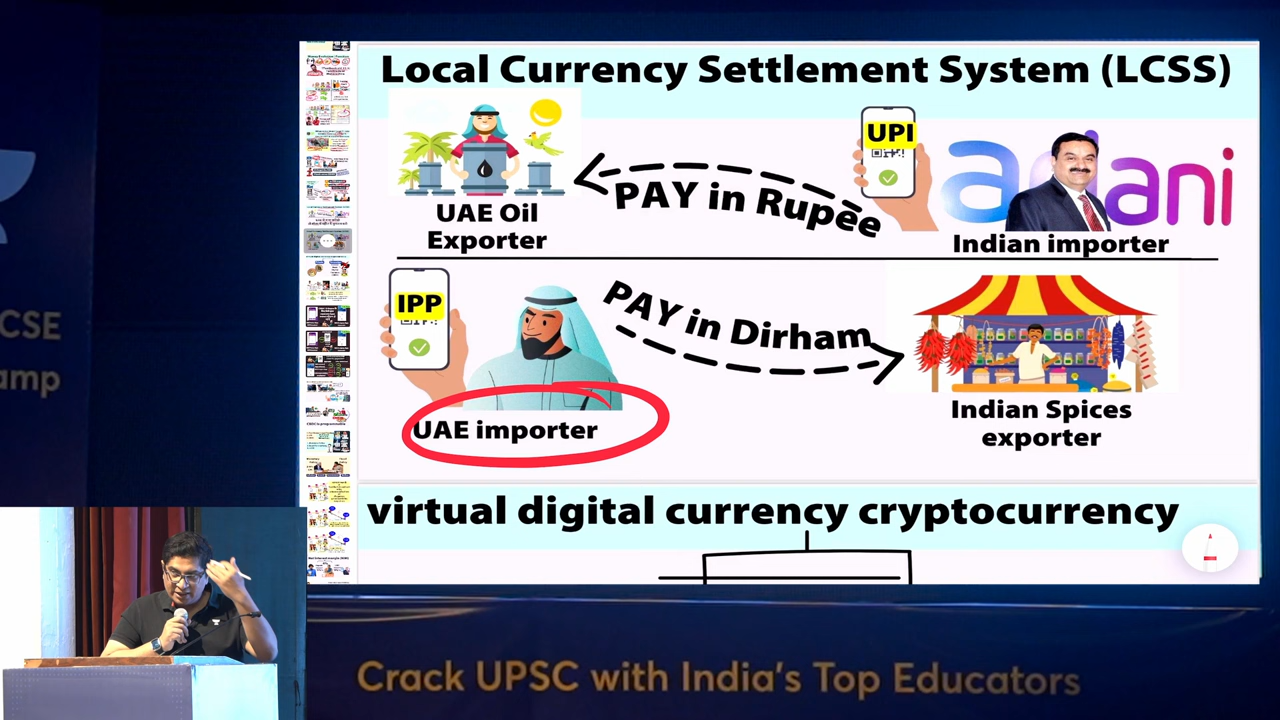 Local Currency Settlement System (LCSS)
UPI
adani
PAY in Rupee
UAE Oil
Exporter
Indian importer
IPP
PAY in Dirham
UAE importer
Indian Spices
exporter
virtual digital currency cryptocurrency
CSE
amp
Crack UPSC with India's Top Educators